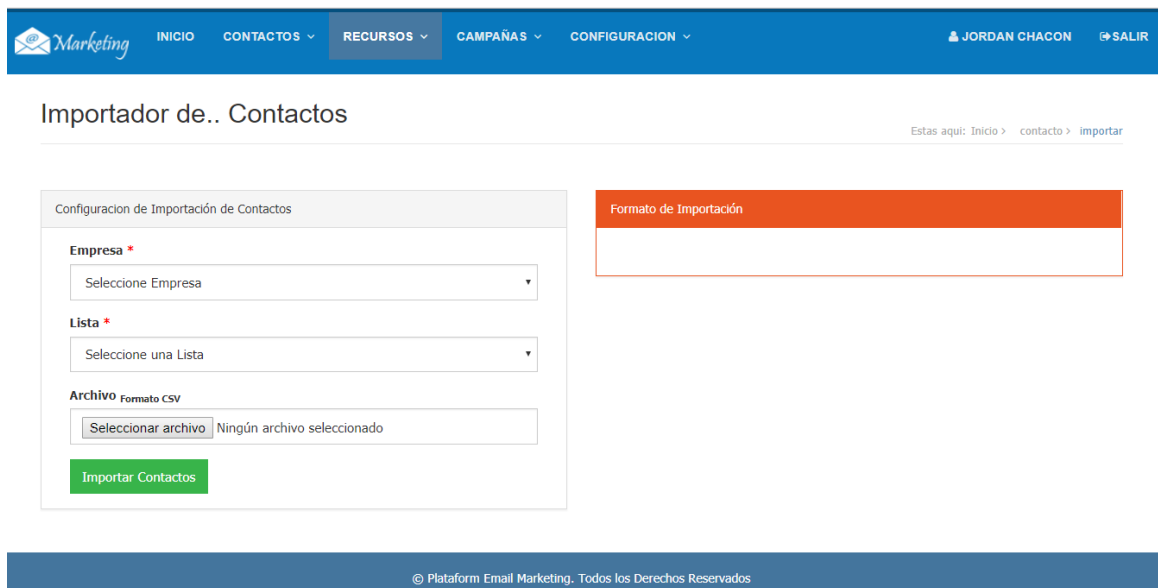 Marketing INICIO CONTACTOS RECURSOS CAMPAÑAS CONFIGURACION JORDAN CHACON SALIR
Importador de.. Contactos
Estas aqui: Inicio > contacto > importar
Configuracion de Importación de Contactos
Empresa *
Seleccione Empresa
Lista *
Seleccione una Lista
Archivo Formato CSV
Seleccionar archivo Ningún archivo seleccionado
Importar Contactos
Formato de Importación
© Plataform Email Marketing. Todos los Derechos Reservados